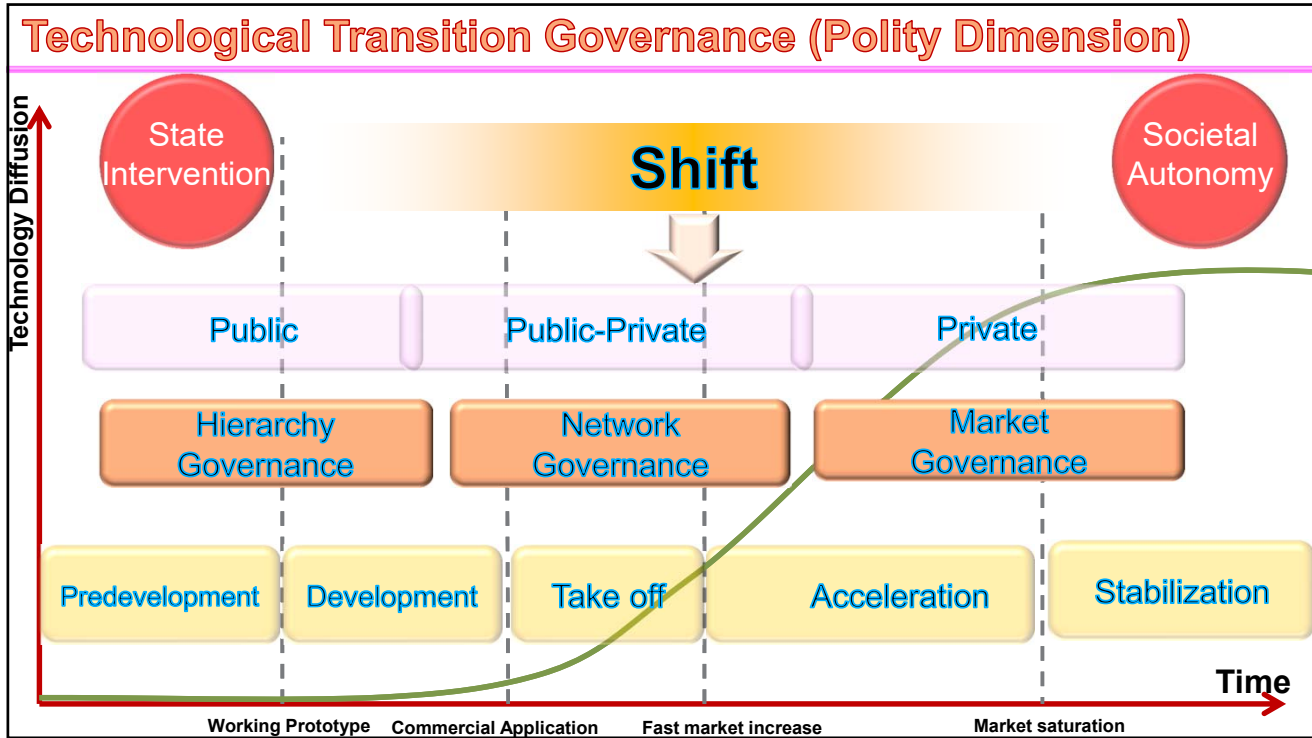 Technological Transition Governance (Polity Dimension)
Technology Diffusion
State
Intervention
Shift
Societal
Autonomy
Public
Public-Private
Private
Hierarchy
Governance
Network
Governance
Market
Governance
Predevelopment
Development
Take off
Acceleration
Stabilization
Time
Working Prototype
Commercial Application
Fast market increase
Market saturation